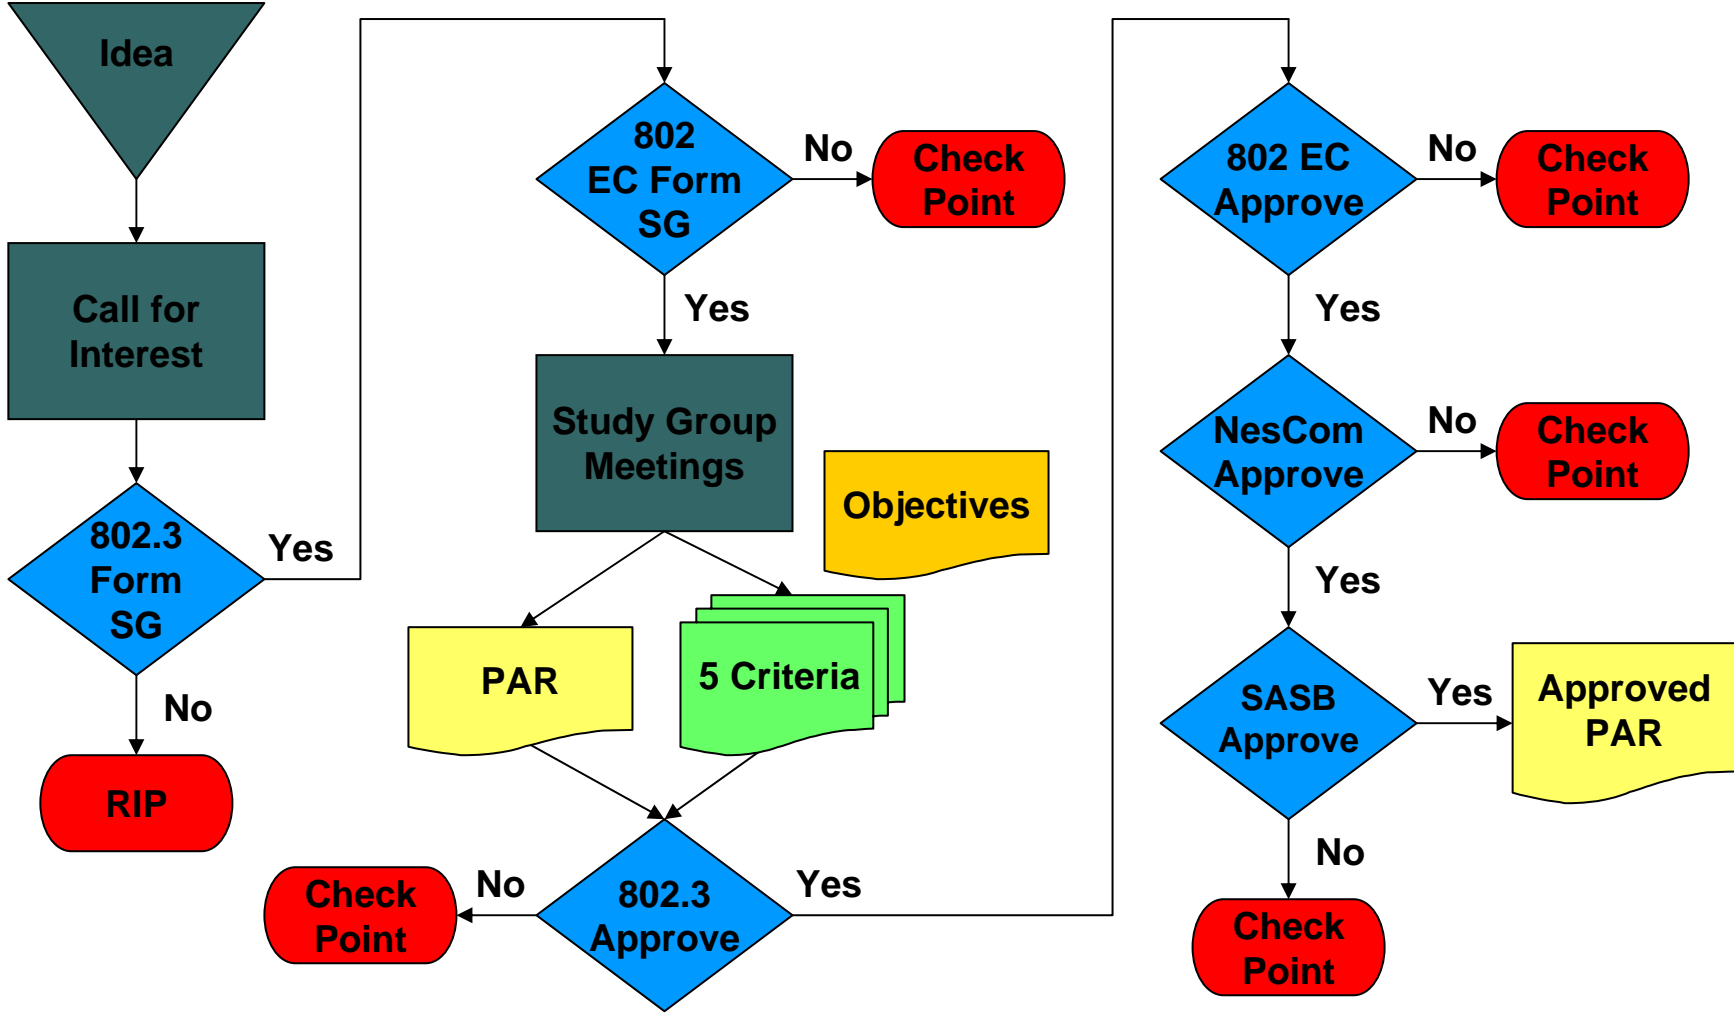 Idea
Call for
Interest
802.3
Form
SG
Yes
No
RIP
802
EC Form
SG
No
Check
Point
Yes
Study Group
Meetings
Objectives
PAR
5 Criteria
802.3
Approve
No
Check
Point
Yes
802 EC
Approve
No
Check
Point
Yes
NesCom
Approve
No
Check
Point
Yes
SASB
Approve
Yes
Approved
PAR
No
Check
Point